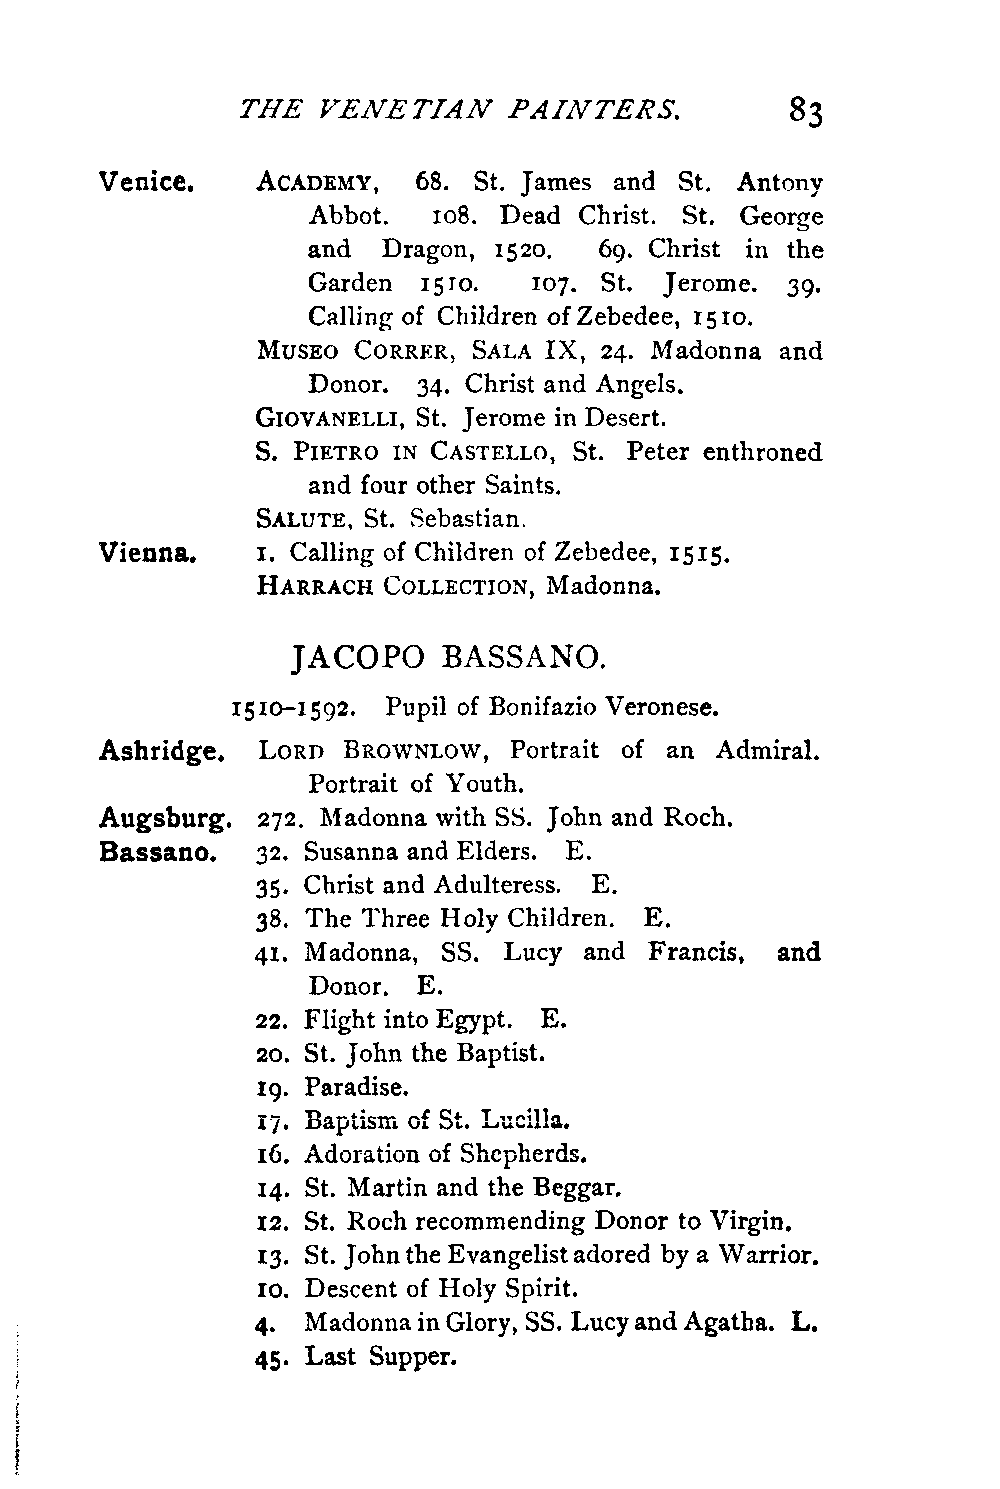 THE VENETIAN PAINTERS. 83
Venice. ACADEMY, 68. St. James and St. Antony
Abbot. 108. Dead Christ. St. George
and Dragon, 1520. 69. Christ in the
Garden 1510. 107. St. Jerome. 39.
Calling of Children of Zebedee, 1510.
MUSEO CORRER, SALA IX, 24. Madonna and
Donor. 34. Christ and Angels.
GIOVANELLI, St. Jerome in Desert.
S. PIETRO IN CASTELLO, St. Peter enthroned
and four other Saints.
SALUTE, St. Sebastian.
Vienna. 1. Calling of Children of Zebedee, 1515.
HARRACH COLLECTION, Madonna.
JACOPO BASSANO.
1510-1592. Pupil of Bonifazio Veronese.
Ashridge. LORD BROWNLOW, Portrait of an Admiral.
Portrait of Youth.
Augsburg. 272. Madonna with SS. John and Roch.
Bassano. 32. Susanna and Elders. E.
35. Christ and Adulteress. E.
38. The Three Holy Children. E.
41. Madonna, SS. Lucy and Francis, and
Donor. E.
22. Flight into Egypt. E.
20. St. John the Baptist.
19. Paradise.
17. Baptism of St. Lucilla.
16. Adoration of Shepherds.
14. St. Martin and the Beggar.
12. St. Roch recommending Donor to Virgin.
13. St. John the Evangelist adored by a Warrior.
10. Descent of Holy Spirit.
4. Madonna in Glory, SS. Lucy and Agatha. L.
45. Last Supper.